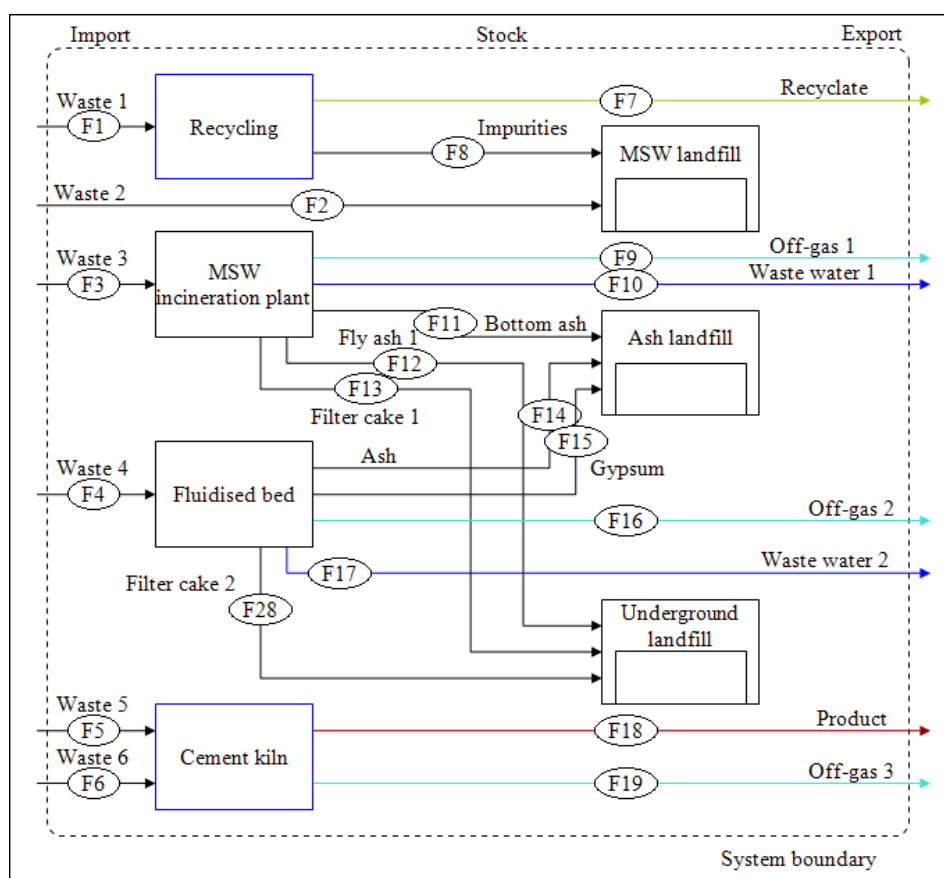 Import
Stock
Export
Waste 1
F1
Recycling
F7
Recyclate
Impurities
F8
MSW landfill
Waste 2
F2
Waste 3
F3
MSW
incineration plant
F9
Off-gas 1
F10
Waste water 1
F11
Bottom ash
Fly ash 1
F12
F13
Filter cake 1
Ash landfill
F14
F15
Ash
Gypsum
Waste 4
F4
Fluidised bed
F16
Off-gas 2
F17
Waste water 2
Filter cake 2
F28
Underground
landfill
Waste 5
F5
Waste 6
F6
Cement kiln
F18
Product
F19
Off-gas 3
System boundary